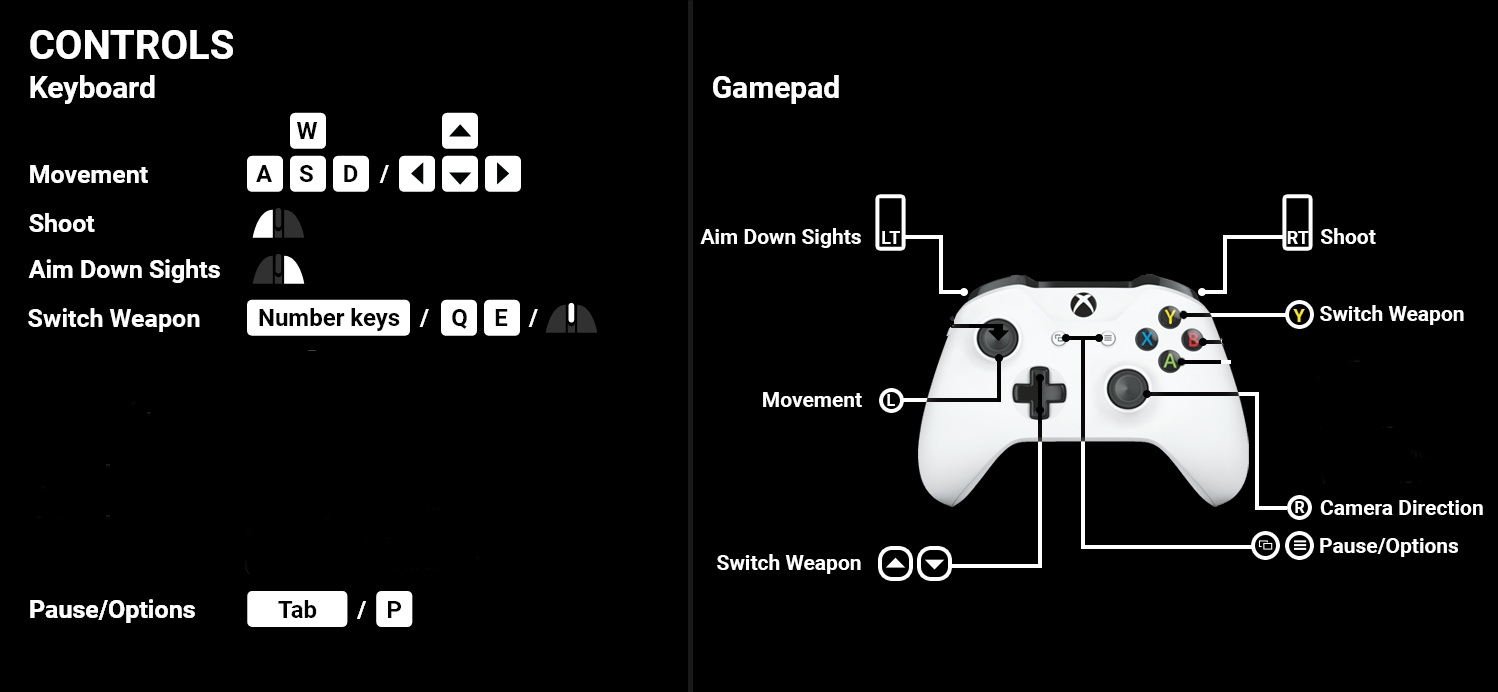 CONTROLS
Keyboard
W
Movement A S D /
Shoot
Aim Down Sights
Switch Weapon Number keys / Q E /
Pause/Options Tab / P
Gamepad
Aim Down Sights LT
RT Shoot
Y Switch Weapon
Y
X B
A
Movement L
R Camera Direction
Pause/Options
Switch Weapon